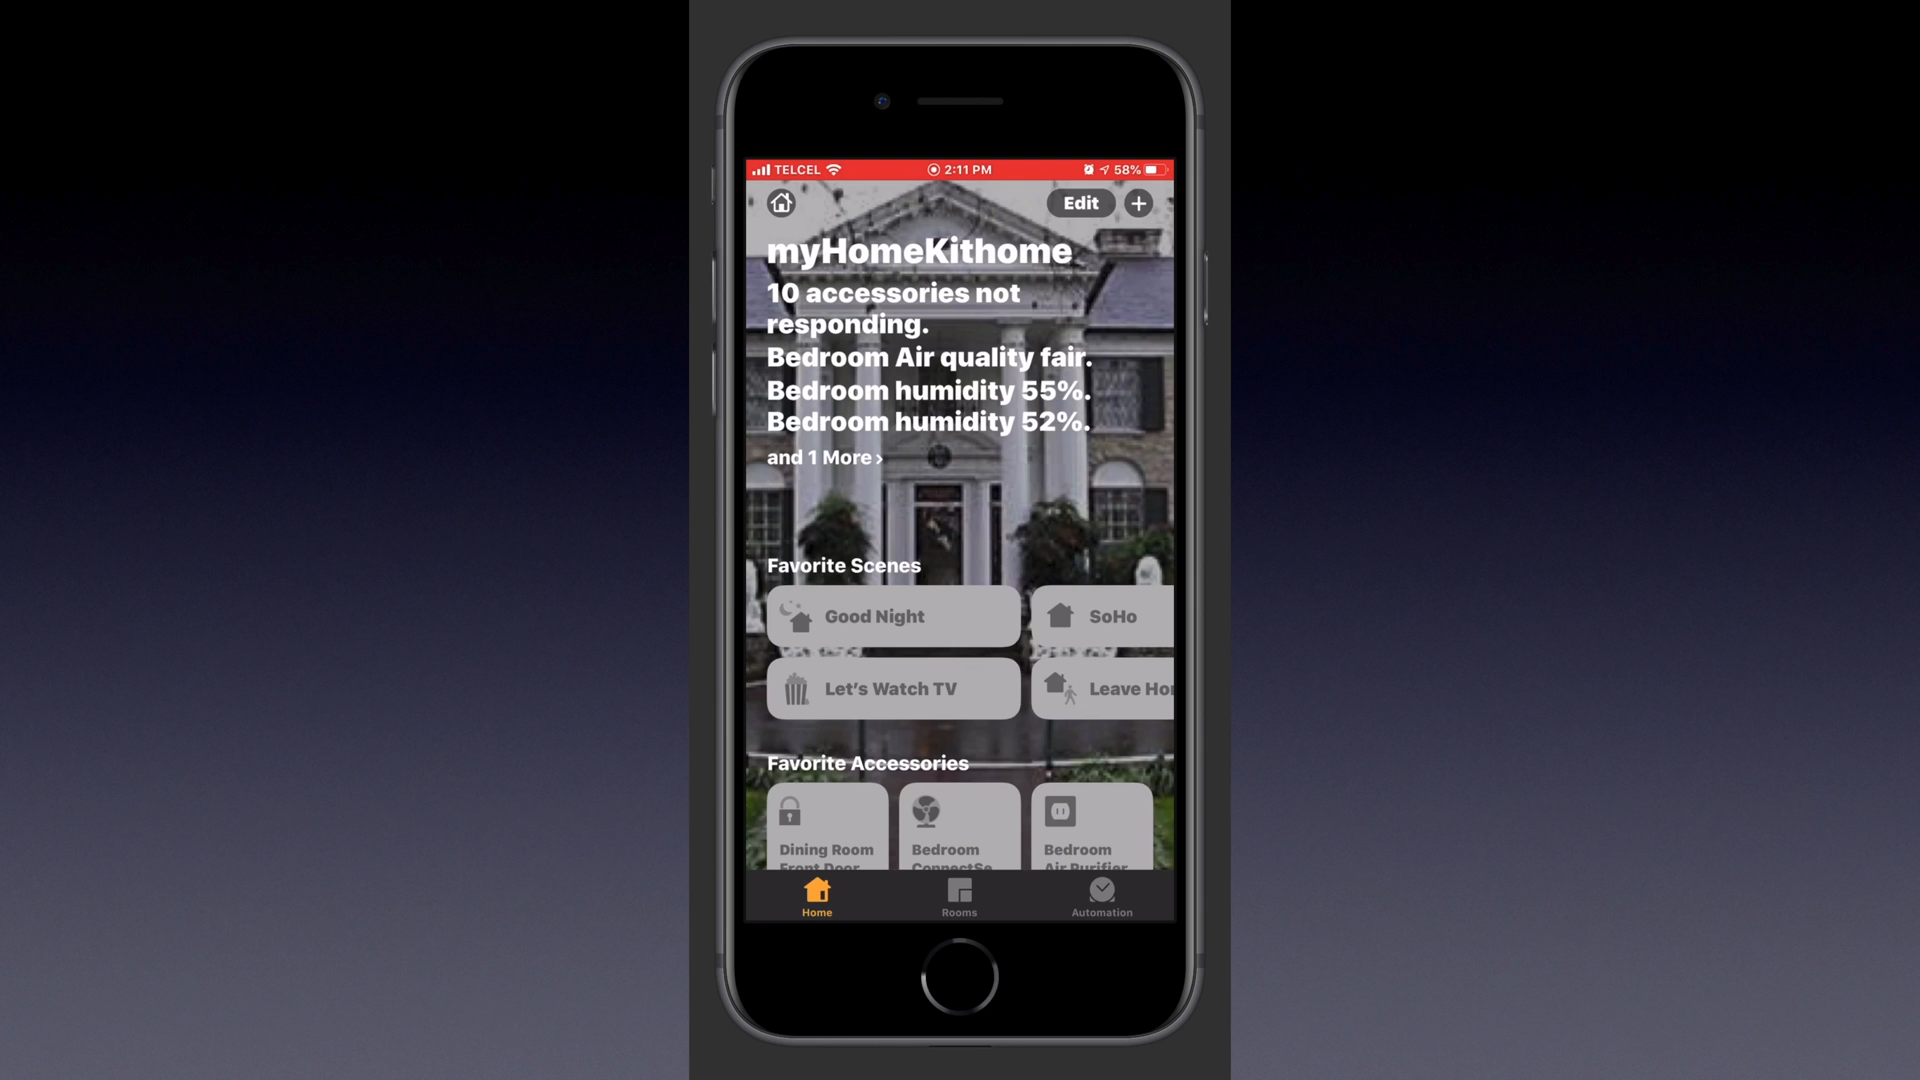 TELCEL 2:11 PM 58%
Edit +
myHomeKithome
10 accessories not
responding.
Bedroom Air quality fair.
Bedroom humidity 55%.
Bedroom humidity 52%.
and 1 More >
Favorite Scenes
Good Night SoHo
Let's Watch TV Leave Hor
Favorite Accessories
Dining Room Bedroom Bedroom
Front Door ConnectSe Air Purifier
Home Rooms Automation